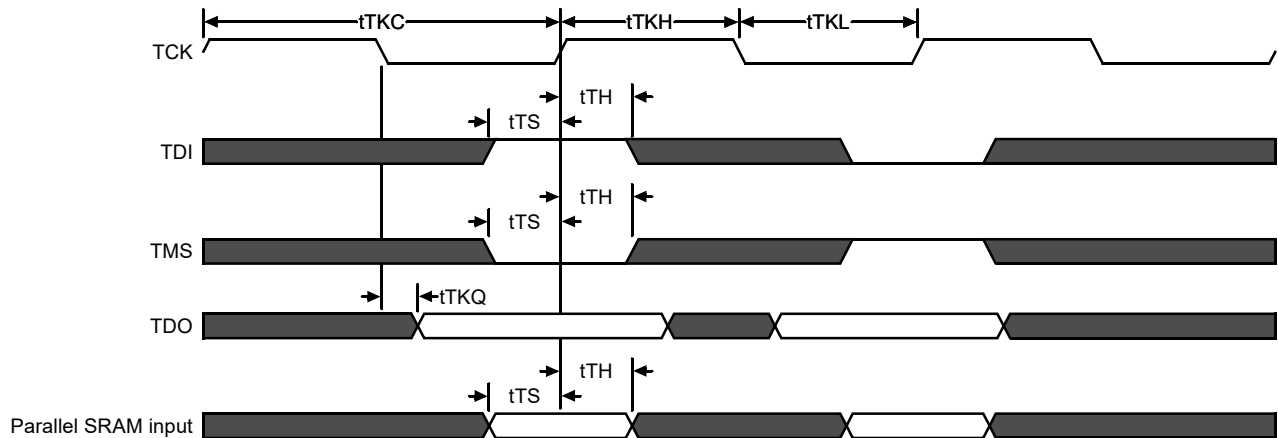 tTKC tTKH tTKL
TCK
tTH
tTS
TDI
tTH
tTS
TMS
tTKQ
TDO
tTH
tTS
Parallel SRAM input